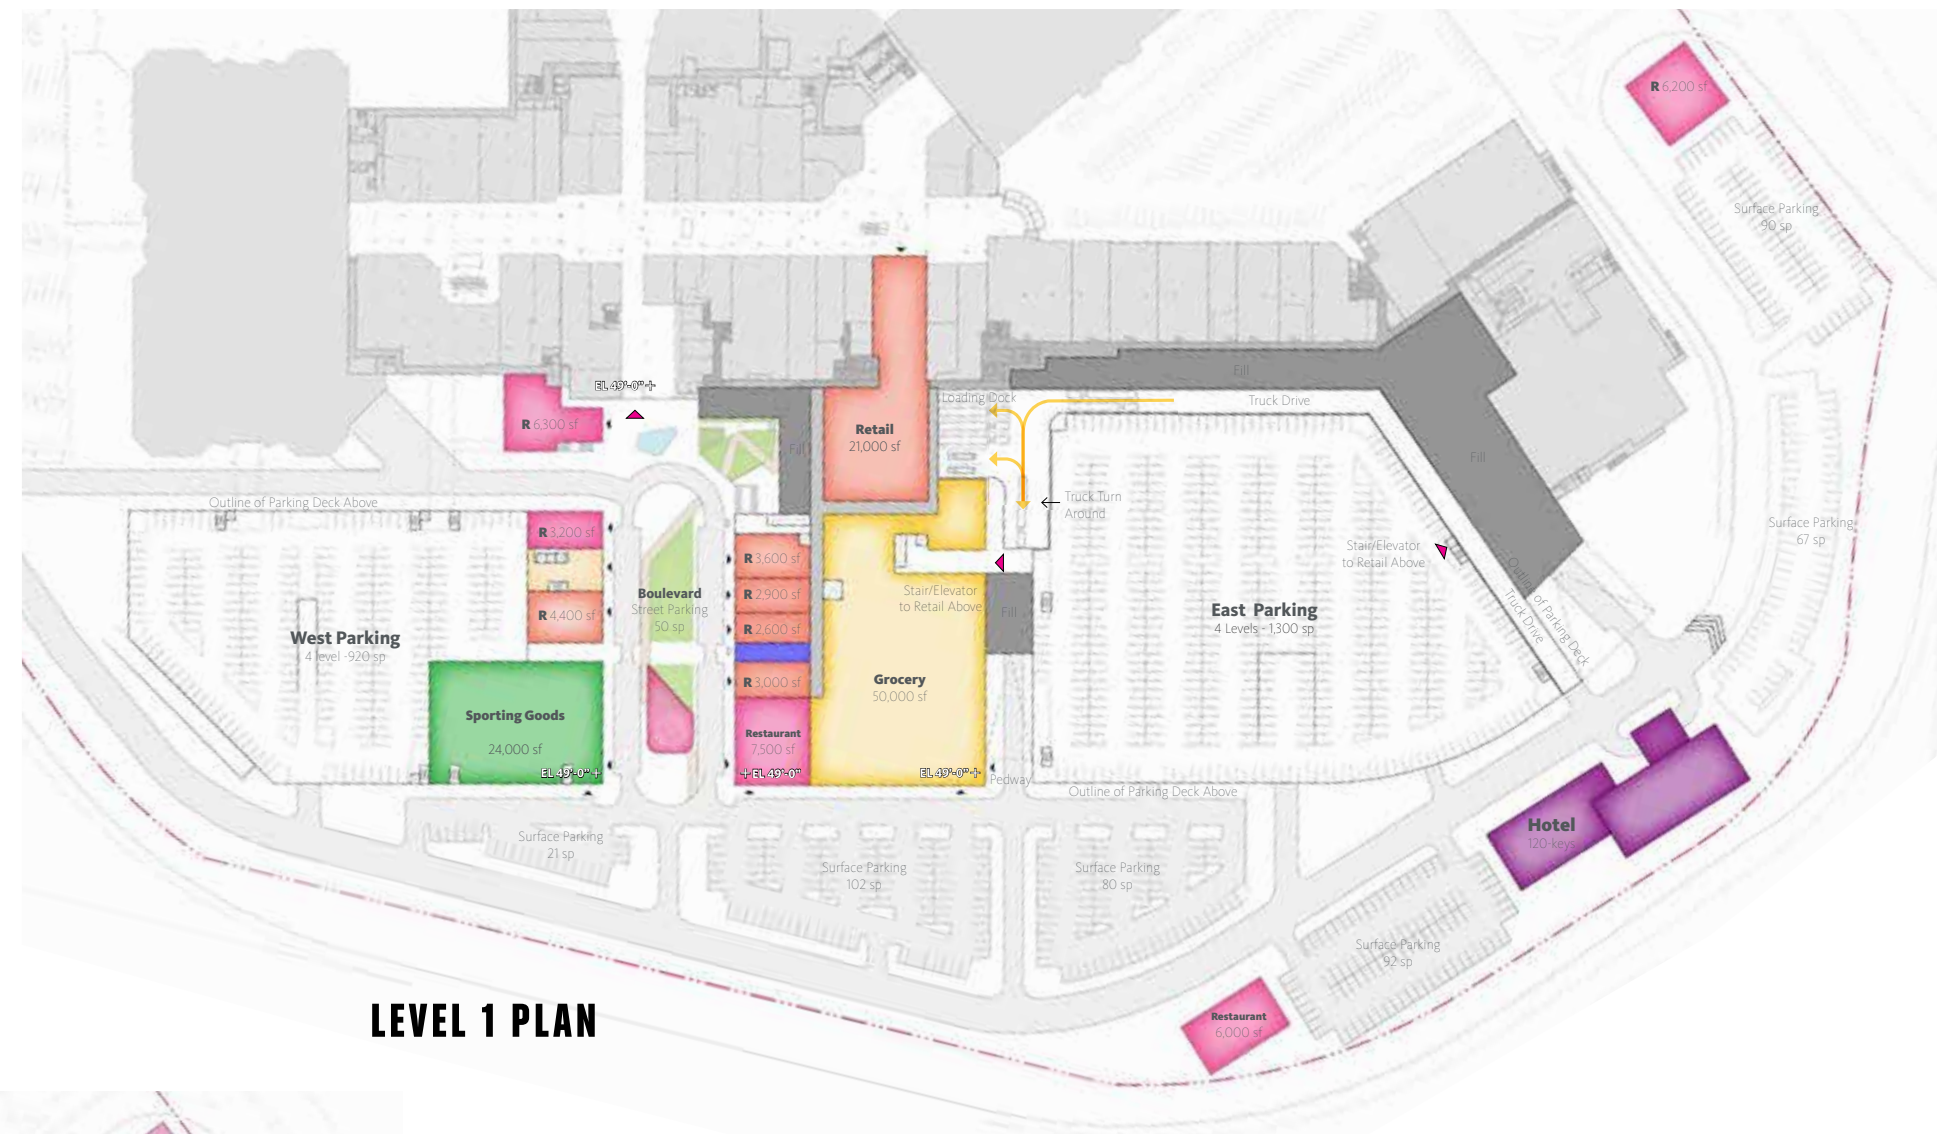 R 6,200 sf
Surface Parking
90 sp
EL 49'-0"+
Fill
Loading Dock
Truck Drive
R 6,300 sf
Retail
21,000 sf
Fill
Fill
Outline of Parking Deck Above
Truck Turn
Around
Surface Parking
67 sp
R 3,200 sf
R 3,600 sf
Stair/Elevator
to Retail Above
R 2,900 sf
Boulevard
Street Parking
50 sp
Stair/Elevator
to Retail Above
Fill
R 4,400 sf
R 2,600 sf
East Parking
4 Levels - 1,300 sp
Outline of Parking Deck
Truck Drive
West Parking
4 level -920 sp
R 3,000 sf
Grocery
50,000 sf
Sporting Goods
24,000 sf
Restaurant
7,500 sf
EL 49'-0"+
+EL 49'-0"
EL 49'-0"+
Pedway
Outline of Parking Deck Above
Hotel
120-keys
Surface Parking
21 sp
Surface Parking
102 sp
Surface Parking
80 sp
Surface Parking
92 sp
Restaurant
6,000 sf
LEVEL 1 PLAN